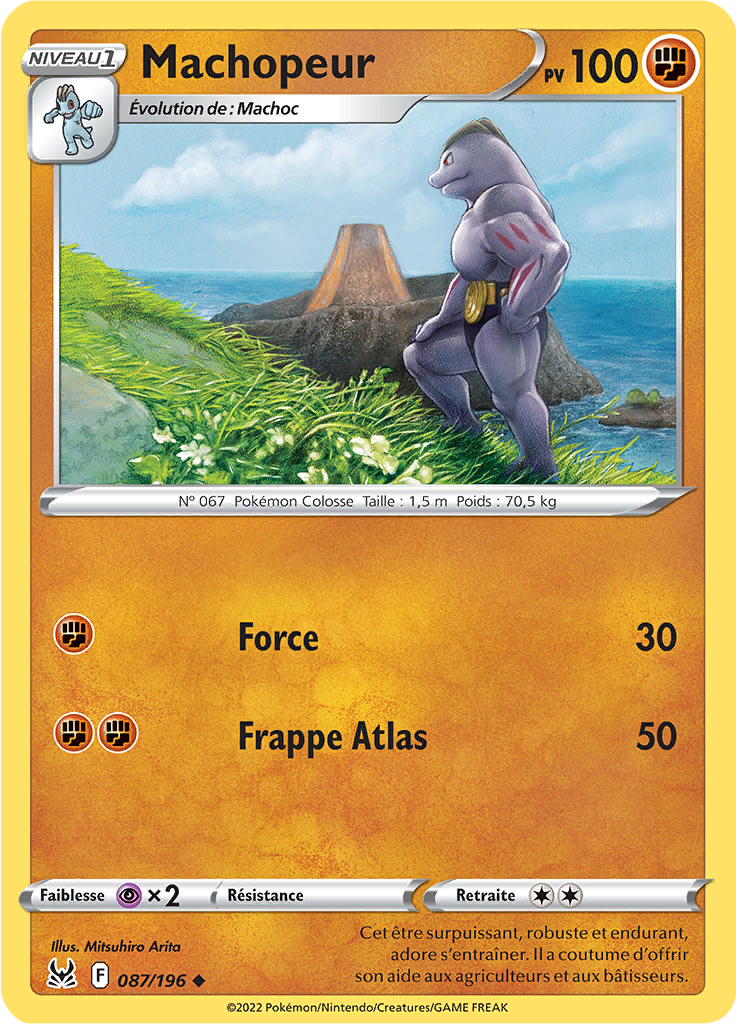 NIVEAU 1
Machopeur
PV 100
Évolution de : Machoc
N° 067 Pokémon Colosse Taille : 1,5 m Poids : 70,5 kg
Force 30
Frappe Atlas 50
Faiblesse ×2 Résistance Retraite
Illus. Mitsuhiro Arita
Cet être surpuissant, robuste et endurant,
adore s’entraîner. Il a coutume d’offrir
son aide aux agriculteurs et aux bâtisseurs.
F 087/196
©2022 Pokémon/Nintendo/Creatures/GAME FREAK